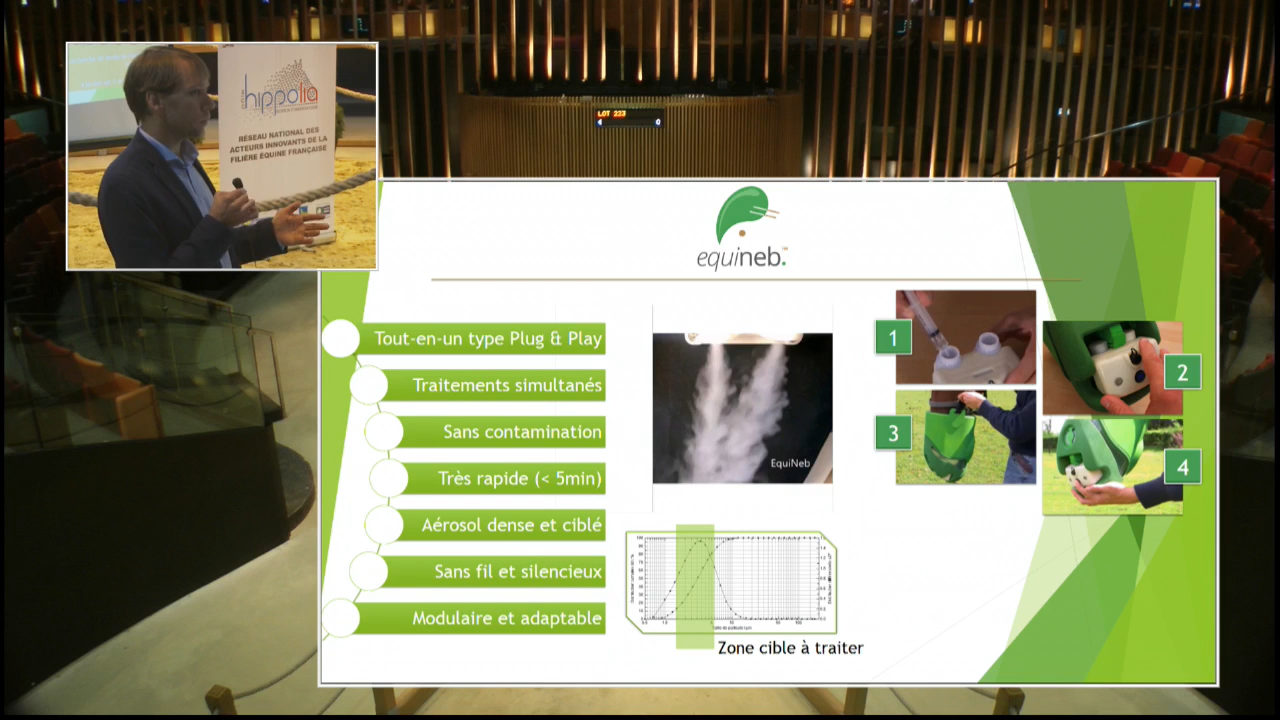 LOT 223
hippolia
RÉSEAU NATIONAL DES
ACTEURS INNOVANTS DE LA
FILIÈRE ÉQUINE FRANÇAISE
equineb.
Tout-en-un type Plug & Play
Traitements simultanés
Sans contamination
Très rapide (< 5min)
Aérosol dense et ciblé
Sans fil et silencieux
Modulaire et adaptable
EquiNeb
Zone cible à traiter
1
2
3
4